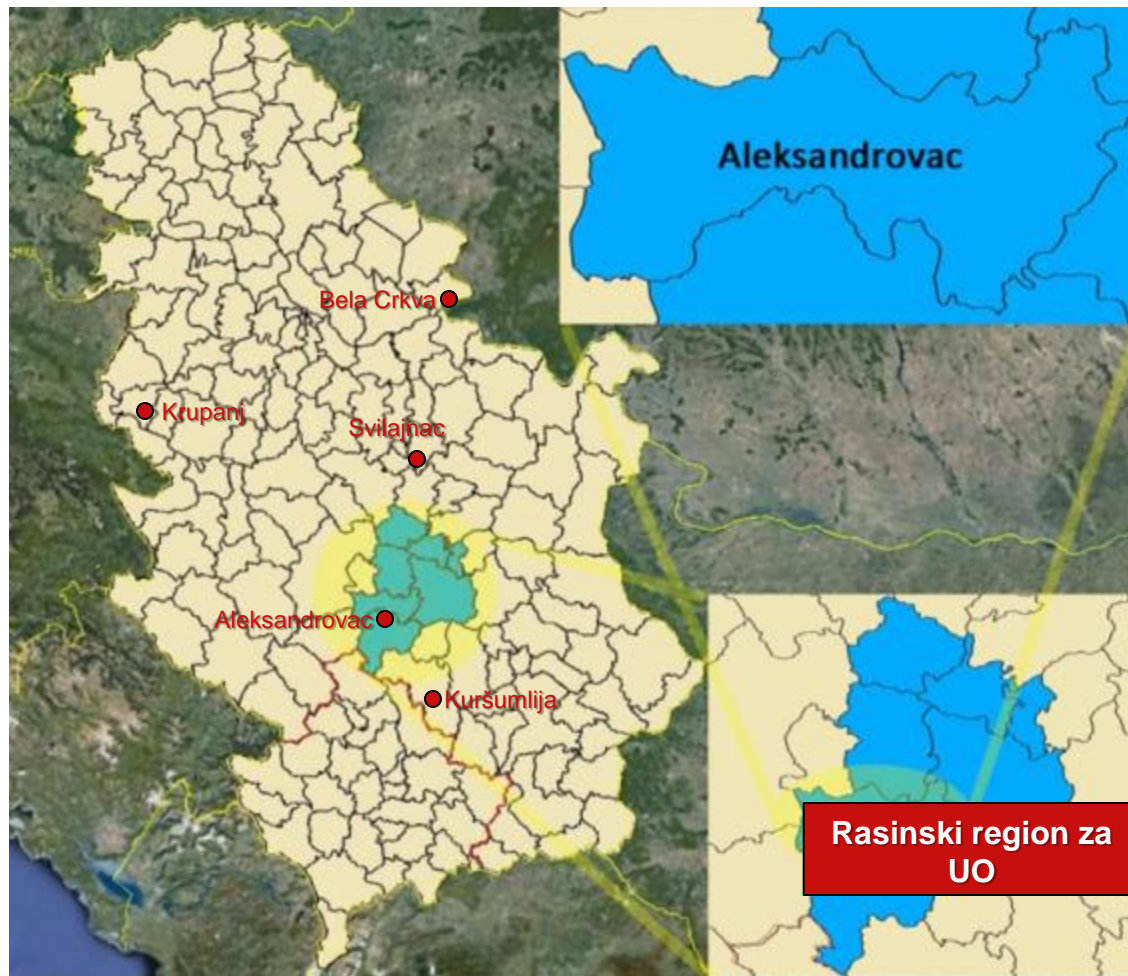 Aleksandrovac
Bela Crkva
Krupanj
Svilajnac
Aleksandrovac
Kuršumlija
Rasinski region za
UO